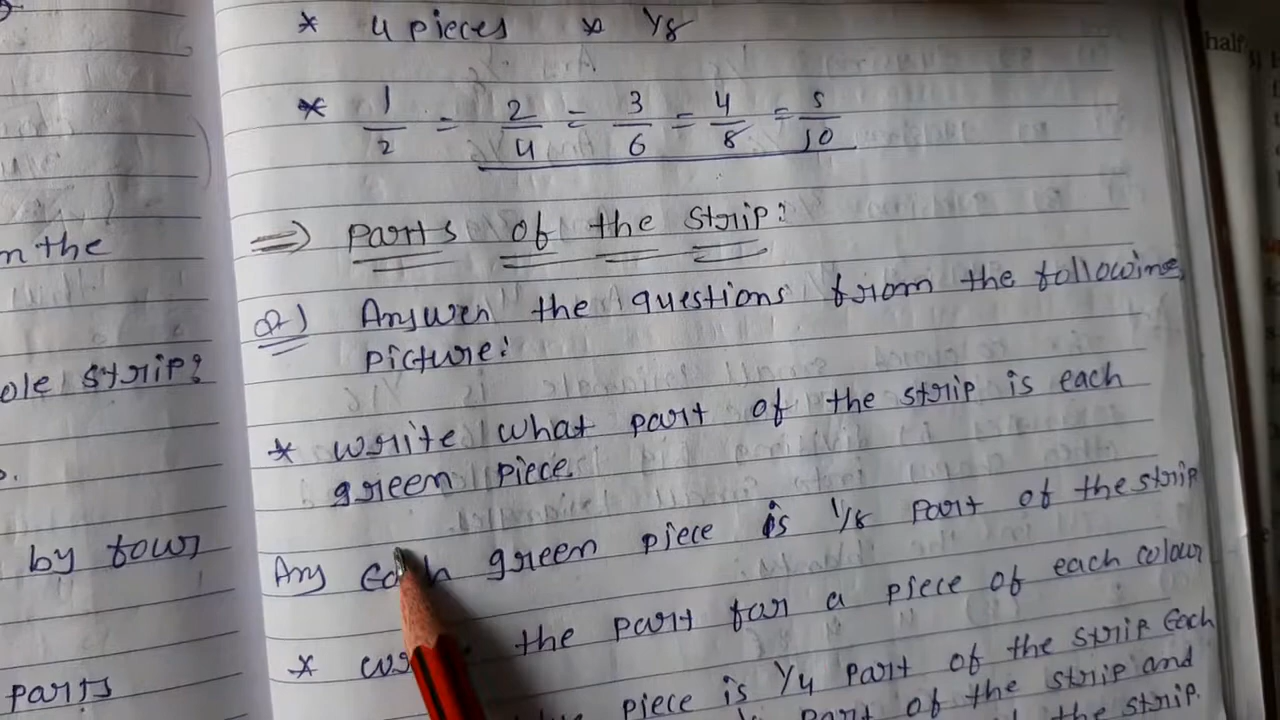 half
* 4 pieces * 1/8
* 1/2 = 2/4 = 3/6 = 4/8 = 5/10
⇒ parts of the strip:
n the
Q1) Answer the questions from the following
picture:
ole strip?
* write what part of the strip is each
green piece.
Ans each green piece is 1/8 part of the strip
by four
* the part for a piece of each colour
piece is 1/4 part of the strip each
parts
part of the strip and
the strip.